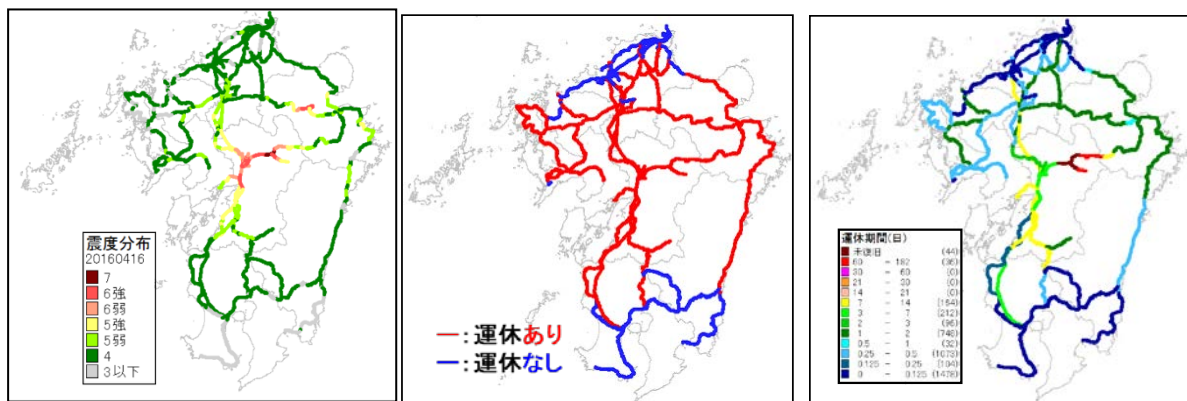 震度分布
20160416
7
6強
6弱
5強
5弱
4
3以下
━:運休あり
━:運休なし
運休期間(日)
未復旧 (44)
60 - 182 (36)
30 - 60 (0)
21 - 30 (0)
14 - 21 (0)
7 - 14 (154)
3 - 7 (212)
2 - 3 (96)
1 - 2 (746)
0.5 - 1 (32)
0.25 - 0.5 (1073)
0.125 - 0.25 (104)
0 - 0.125 (1478)